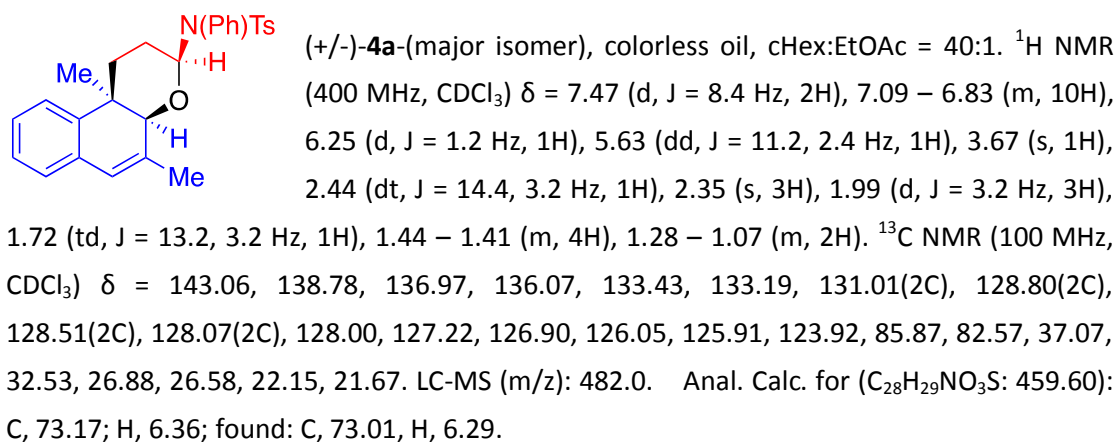 N(Ph)Ts
H
Me
O
H
Me
(+/-)-4a-(major isomer), colorless oil, cHex:EtOAc = 40:1. ¹H NMR
(400 MHz, CDCl₃) δ = 7.47 (d, J = 8.4 Hz, 2H), 7.09 – 6.83 (m, 10H),
6.25 (d, J = 1.2 Hz, 1H), 5.63 (dd, J = 11.2, 2.4 Hz, 1H), 3.67 (s, 1H),
2.44 (dt, J = 14.4, 3.2 Hz, 1H), 2.35 (s, 3H), 1.99 (d, J = 3.2 Hz, 3H),
1.72 (td, J = 13.2, 3.2 Hz, 1H), 1.44 – 1.41 (m, 4H), 1.28 – 1.07 (m, 2H). ¹³C NMR (100 MHz,
CDCl₃) δ = 143.06, 138.78, 136.97, 136.07, 133.43, 133.19, 131.01(2C), 128.80(2C),
128.51(2C), 128.07(2C), 128.00, 127.22, 126.90, 126.05, 125.91, 123.92, 85.87, 82.57, 37.07,
32.53, 26.88, 26.58, 22.15, 21.67. LC-MS (m/z): 482.0. Anal. Calc. for (C₂₈H₂₉NO₃S: 459.60):
C, 73.17; H, 6.36; found: C, 73.01, H, 6.29.